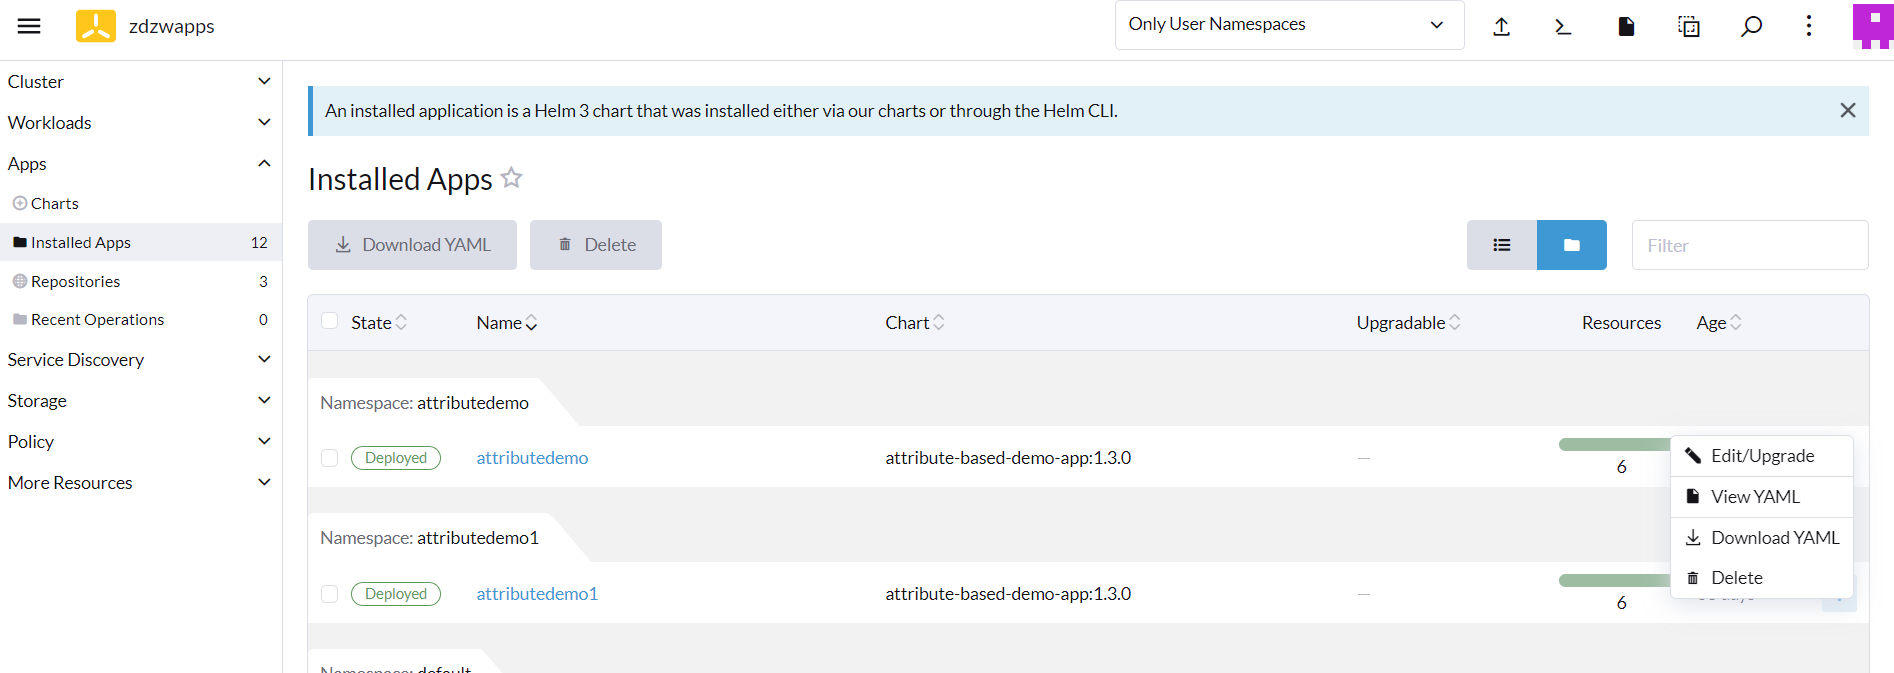 zdzwapps
Only User Namespaces
Cluster
Workloads
Apps
Charts
Installed Apps 12
Repositories 3
Recent Operations 0
Service Discovery
Storage
Policy
More Resources
An installed application is a Helm 3 chart that was installed either via our charts or through the Helm CLI.
Installed Apps
Download YAML Delete
Filter
State Name Chart Upgradable Resources Age
Namespace: attributedemo
Deployed attributedemo attribute-based-demo-app:1.3.0 — 6
Namespace: attributedemo1
Deployed attributedemo1 attribute-based-demo-app:1.3.0 — 6
Namespace: default
Edit/Upgrade
View YAML
Download YAML
Delete